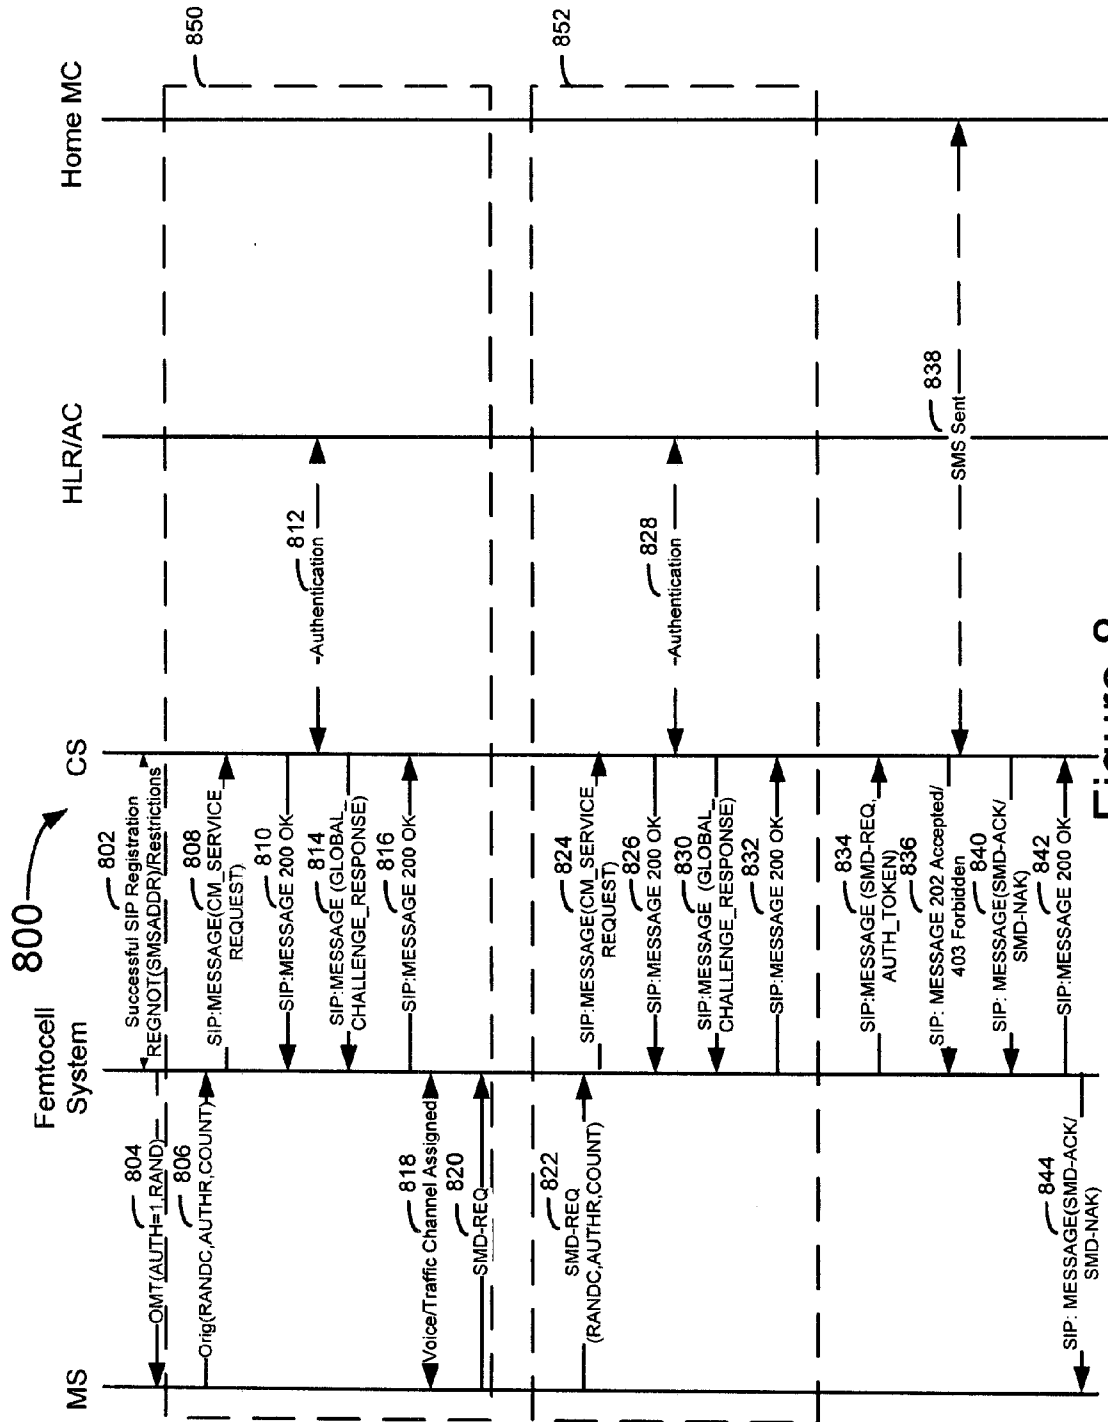 800
MS
Femtocell
System
CS
HLR/AC
Home MC
802
Successful SIP Registration
REGNOT(SMSADDR)/Restrictions
804
OMT(AUTH=1,RAND)
850
806
Orig(RANDC,AUTHR,COUNT)
808
SIP:MESSAGE(CM_SERVICE_
REQUEST)
810
SIP:MESSAGE 200 OK
812
Authentication
814
SIP:MESSAGE (GLOBAL_
CHALLENGE_RESPONSE)
816
SIP:MESSAGE 200 OK
818
Voice/Traffic Channel Assigned
820
SMD-REQ
852
822
SMD-REQ
(RANDC,AUTHR,COUNT)
824
SIP:MESSAGE(CM_SERVICE_
REQUEST)
826
SIP:MESSAGE 200 OK
828
Authentication
830
SIP:MESSAGE (GLOBAL_
CHALLENGE_RESPONSE)
832
SIP:MESSAGE 200 OK
834
SIP:MESSAGE (SMD-REQ,
AUTH_TOKEN)
836
SIP: MESSAGE 202 Accepted/
403 Forbidden
838
SMS Sent
840
SIP: MESSAGE(SMD-ACK/
SMD-NAK)
842
SIP:MESSAGE 200 OK
844
SIP: MESSAGE(SMD-ACK/
SMD-NAK)
Figure 8